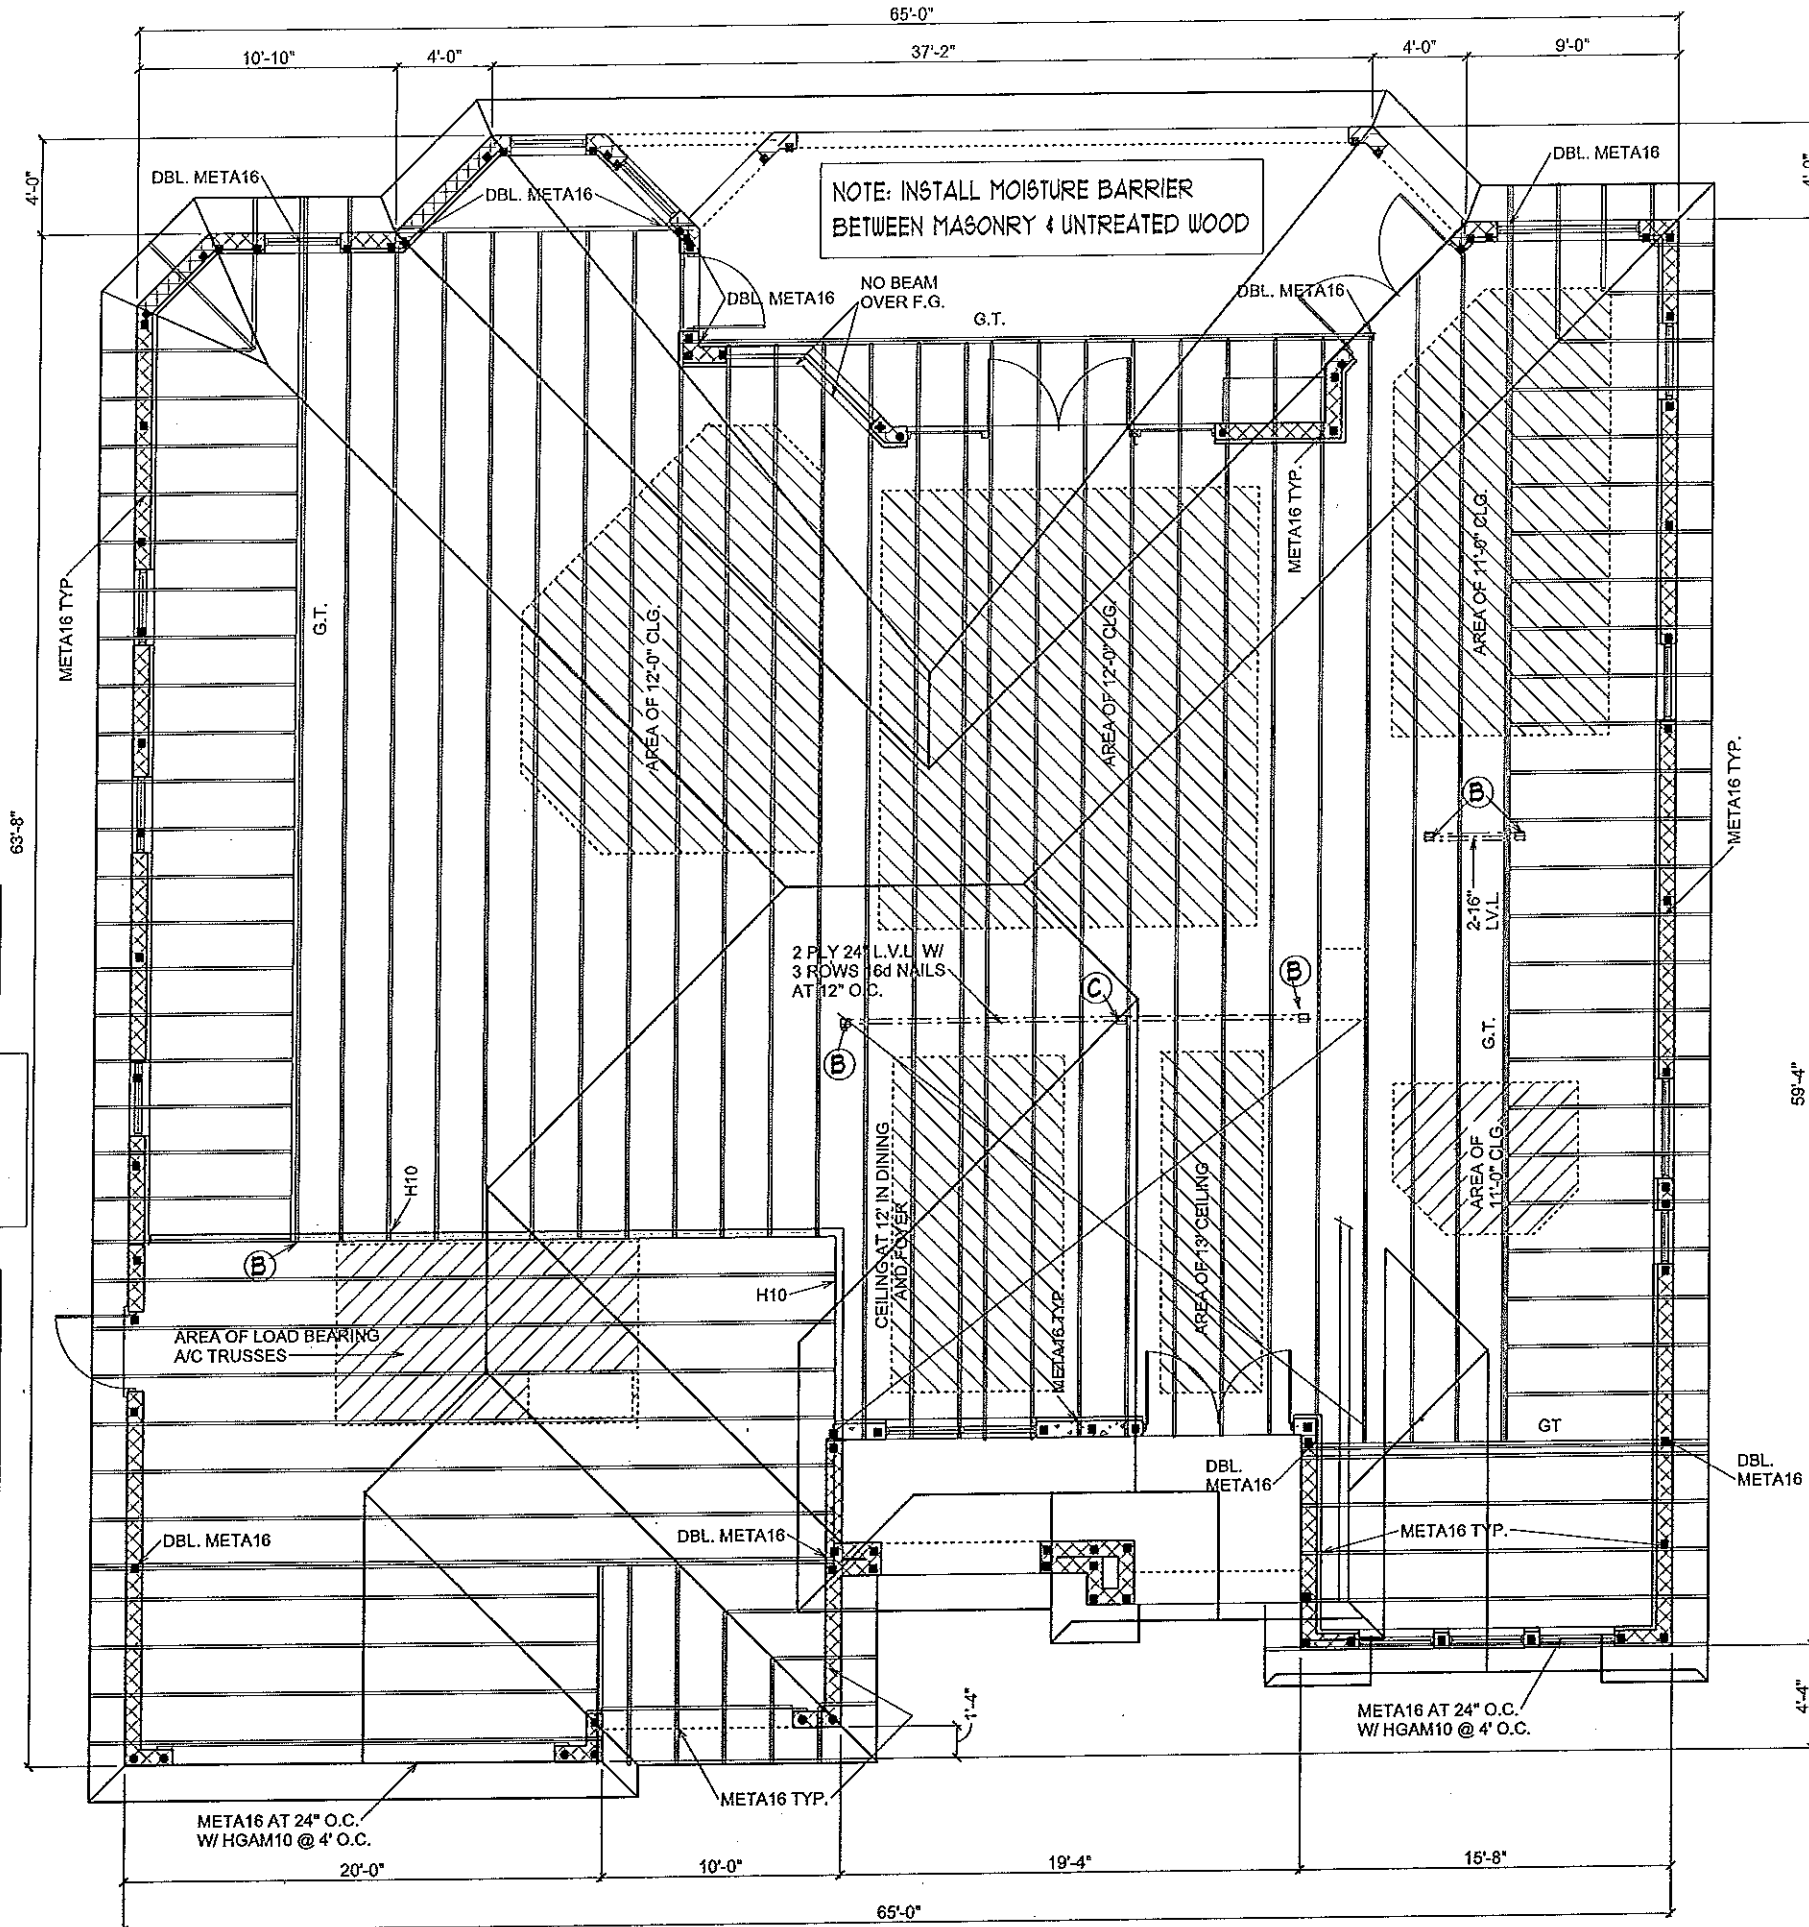 65'-0"
10'-10"
4'-0"
37'-2"
4'-0"
9'-0"
4'-0"
4'-0"
DBL. META16
DBL. META16
DBL. META16
NOTE: INSTALL MOISTURE BARRIER
BETWEEN MASONRY & UNTREATED WOOD
NO BEAM
OVER F.G.
DBL. META16
DBL. META16
G.T.
META16 TYP.
META16 TYP.
G.T.
AREA OF 12'-0" CLG.
AREA OF 12'-0" CLG.
AREA OF 11'-0" CLG.
META16 TYP.
63'-8"
B
2-16"
L.V.L.
2 PLY 24" L.V.L. W/
3 ROWS 16d NAILS
AT 12" O.C.
C
B
B
G.T.
59'-4"
CEILING AT 12' IN DINING
AND FOYER
AREA OF 13' CEILING
AREA OF
11'-0" CLG.
H10
B
H10
META16 TYP.
AREA OF LOAD BEARING
A/C TRUSSES
GT
DBL.
META16
DBL.
META16
DBL. META16
DBL. META16
META16 TYP.
1'-4"
META16 AT 24" O.C.
W/ HGAM10 @ 4' O.C.
4'-4"
META16 TYP.
META16 AT 24" O.C.
W/ HGAM10 @ 4' O.C.
20'-0"
10'-0"
19'-4"
15'-8"
65'-0"